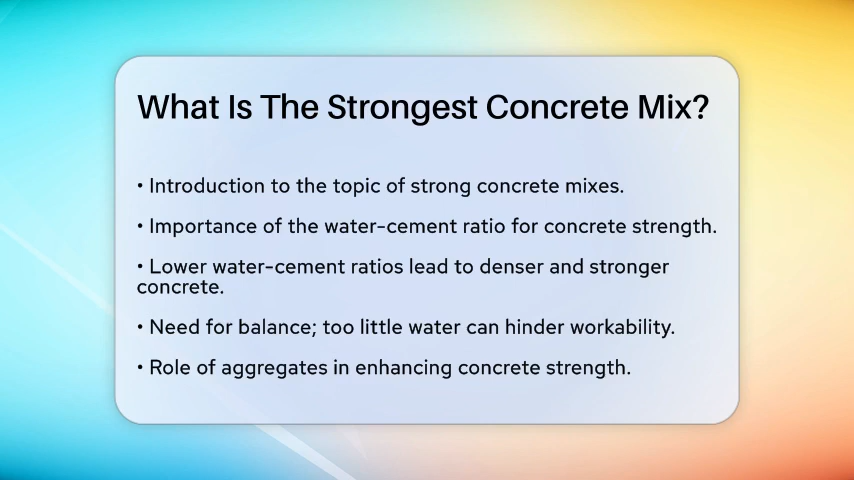 What Is The Strongest Concrete Mix?
• Introduction to the topic of strong concrete mixes.
• Importance of the water-cement ratio for concrete strength.
• Lower water-cement ratios lead to denser and stronger
concrete.
• Need for balance; too little water can hinder workability.
• Role of aggregates in enhancing concrete strength.